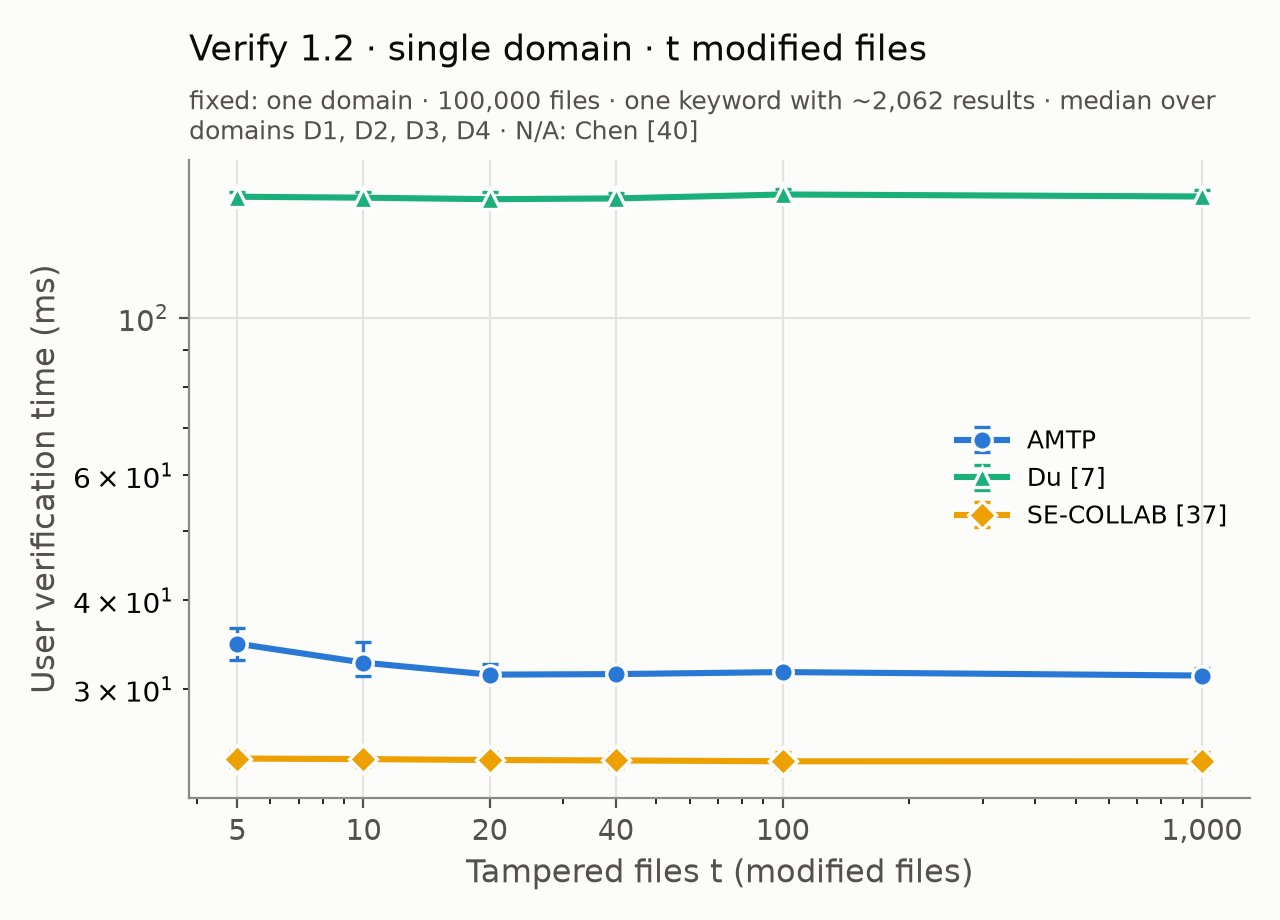 Verify 1.2 · single domain · t modified files
fixed: one domain · 100,000 files · one keyword with ~2,062 results · median over
domains D1, D2, D3, D4 · N/A: Chen [40]
User verification time (ms)
10²
6 × 10¹
4 × 10¹
3 × 10¹
AMTP
Du [7]
SE-COLLAB [37]
5 10 20 40 100 1,000
Tampered files t (modified files)